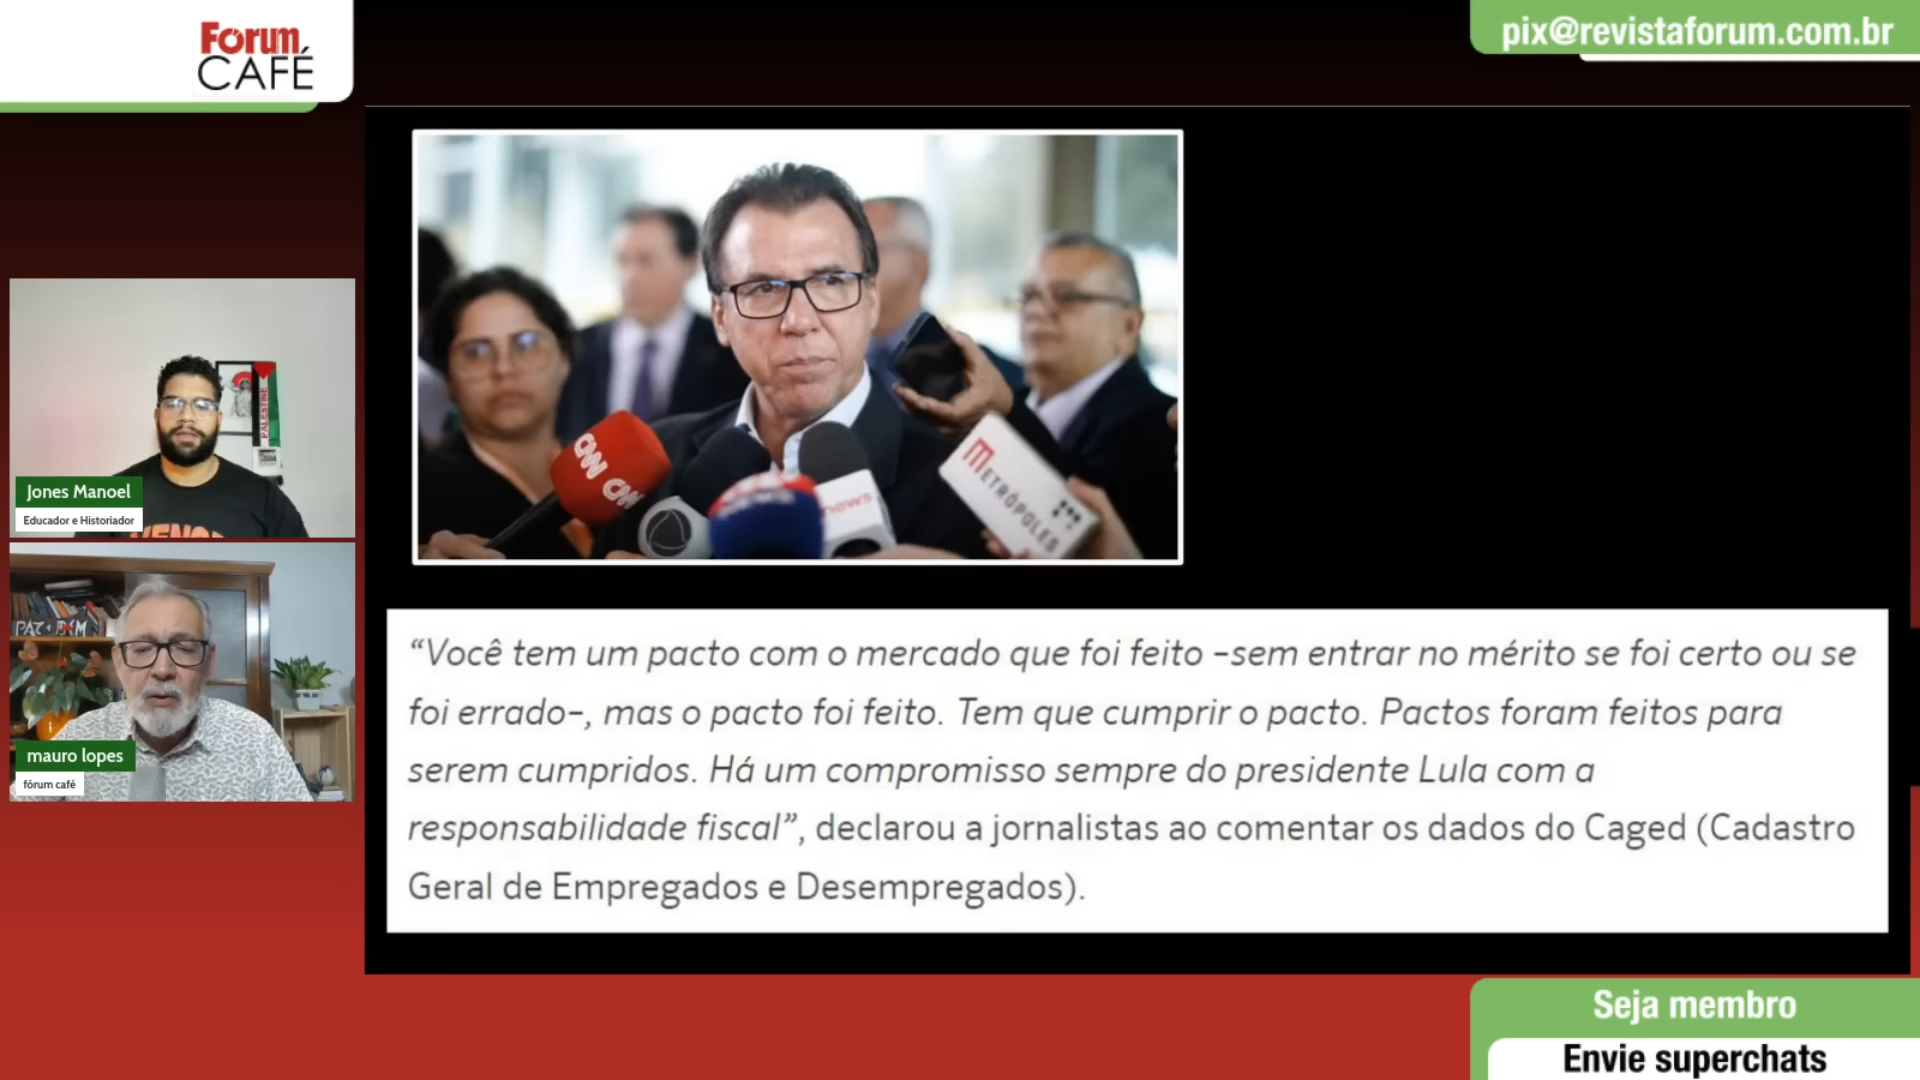 Fórum
CAFÉ
pix@revistaforum.com.br
CNN CNN
news
METRÓPOLES
PALESTINE
Jones Manoel
Educador e Historiador
mauro lopes
fórum café
“Você tem um pacto com o mercado que foi feito –sem entrar no mérito se foi certo ou se
foi errado–, mas o pacto foi feito. Tem que cumprir o pacto. Pactos foram feitos para
serem cumpridos. Há um compromisso sempre do presidente Lula com a
responsabilidade fiscal”, declarou a jornalistas ao comentar os dados do Caged (Cadastro
Geral de Empregados e Desempregados).
Seja membro
Envie superchats